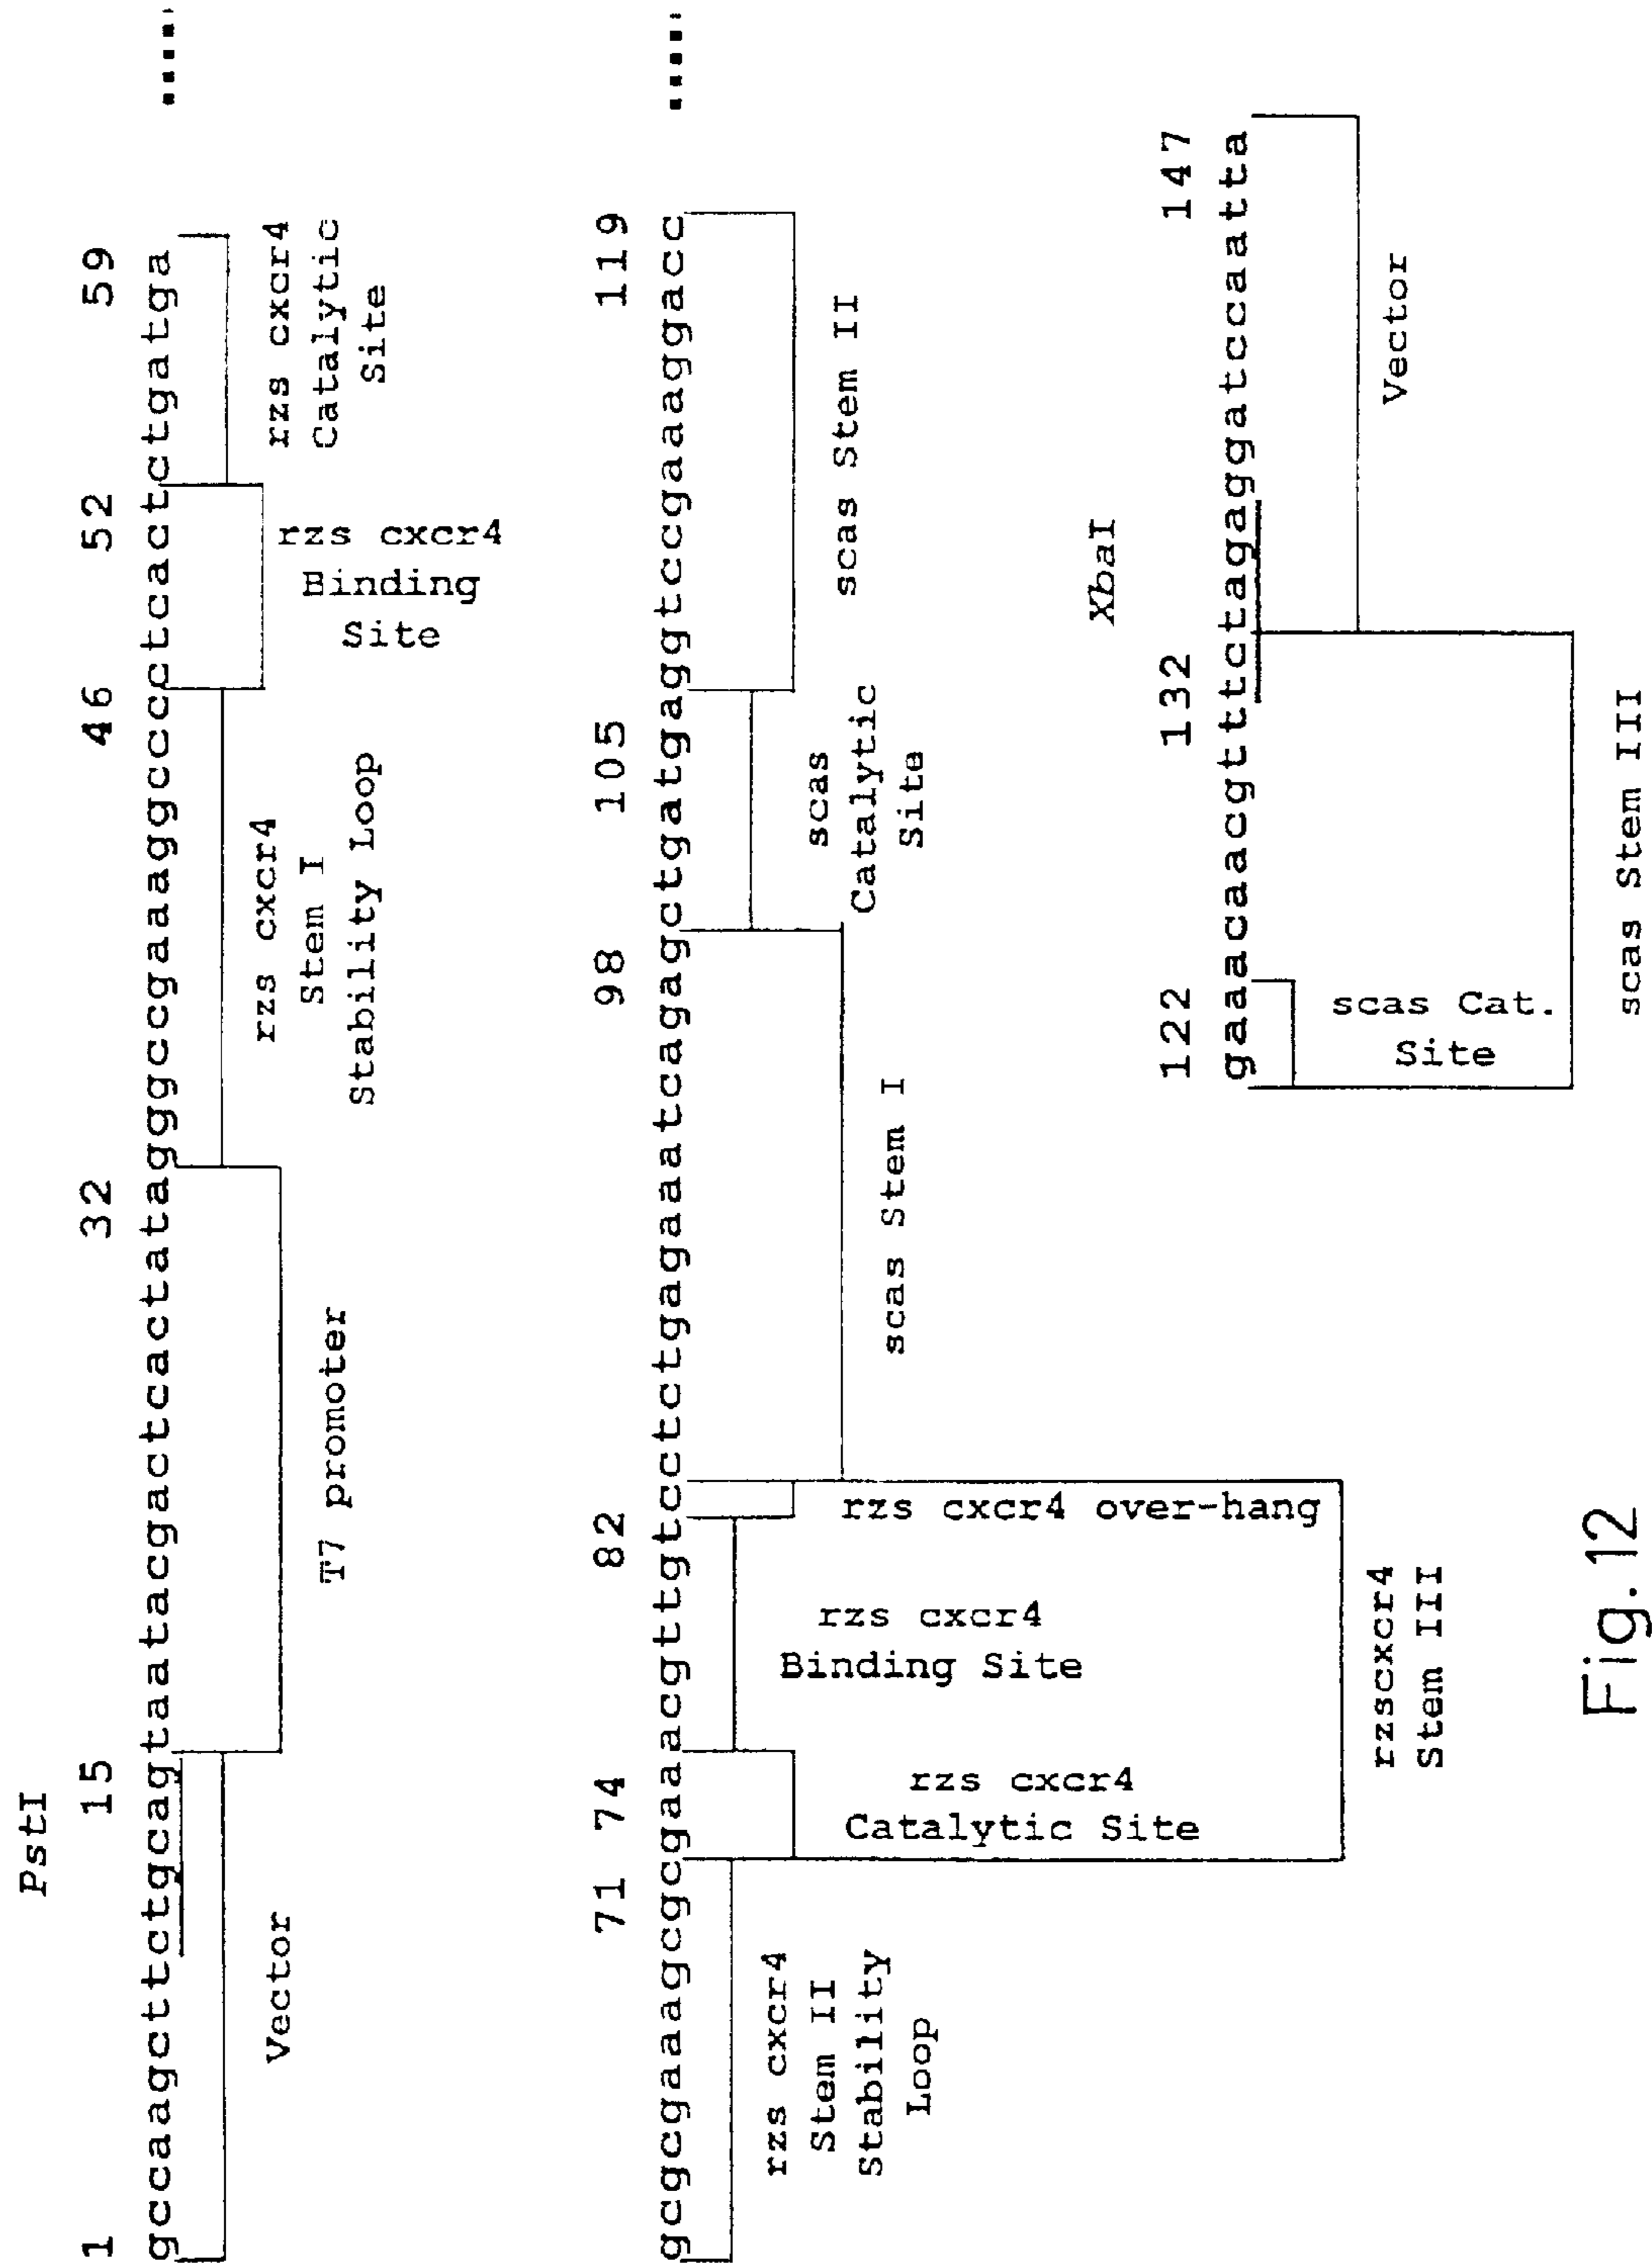 PstI
1 15 32 46 52 59
gccaagcttctgcagtaatacgactcactatagggccgaaaggcccctcactctgatga .....
Vector
T7 promoter
rzs cxcr4
Stem I
Stability Loop
rzs cxcr4
Binding
Site
rzs cxcr4
Catalytic
Site
71 74 82 98 105 119
gcgcgaaagcgcgaaacgttgtcctctgagaaatcagagctgatgaggtccgaaaggacc .....
rzs cxcr4
Stem II
Stability
Loop
rzs cxcr4
Catalytic Site
rzs cxcr4
Binding Site
rzs cxcr4 over-hang
rzscxcr4
Stem III
scas Stem I
scas
Catalytic
Site
scas Stem II
XbaI
122 132 147
gaaacaacgtttctagaggatccaatta
scas Cat.
Site
scas Stem III
Vector
Fig.12